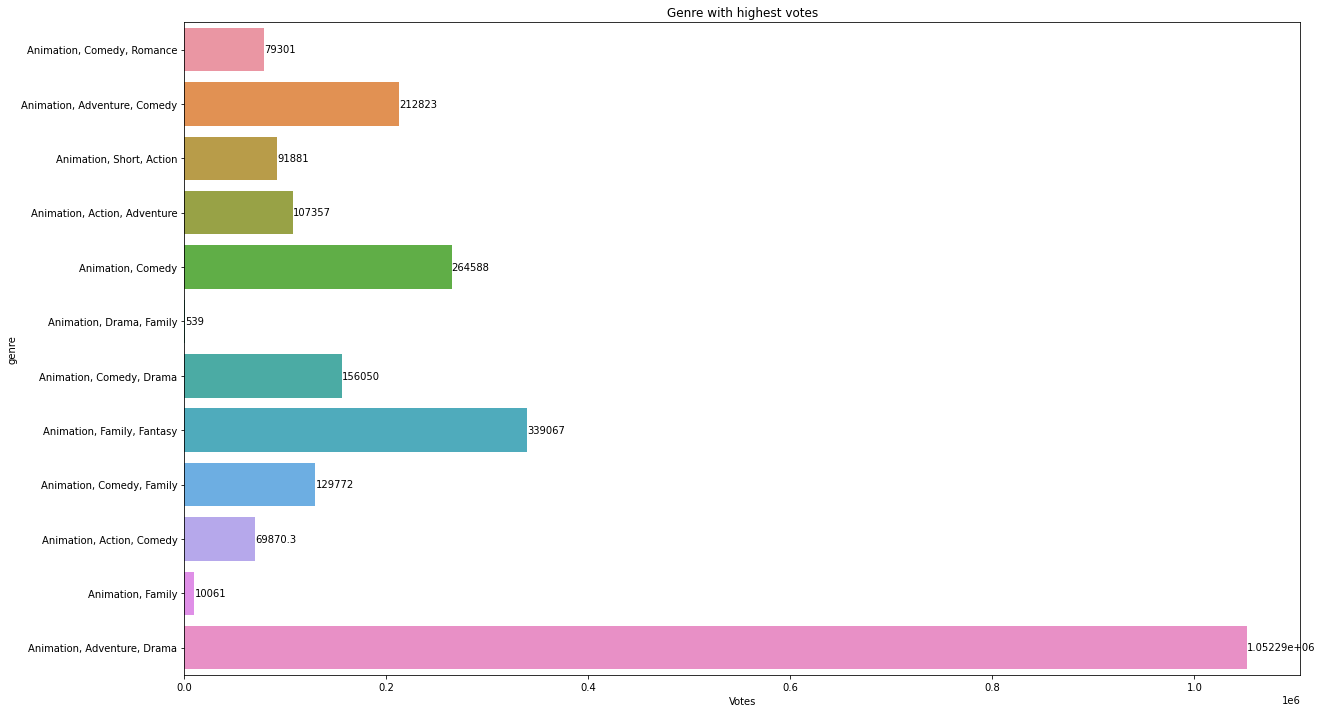 Genre with highest votes
Animation, Comedy, Romance
79301
Animation, Adventure, Comedy
212823
Animation, Short, Action
91881
Animation, Action, Adventure
107357
Animation, Comedy
264588
Animation, Drama, Family
539
genre
Animation, Comedy, Drama
156050
Animation, Family, Fantasy
339067
Animation, Comedy, Family
129772
Animation, Action, Comedy
69870.3
Animation, Family
10061
Animation, Adventure, Drama
1.05229e+06
0.0 0.2 0.4 0.6 0.8 1.0
Votes
1e6